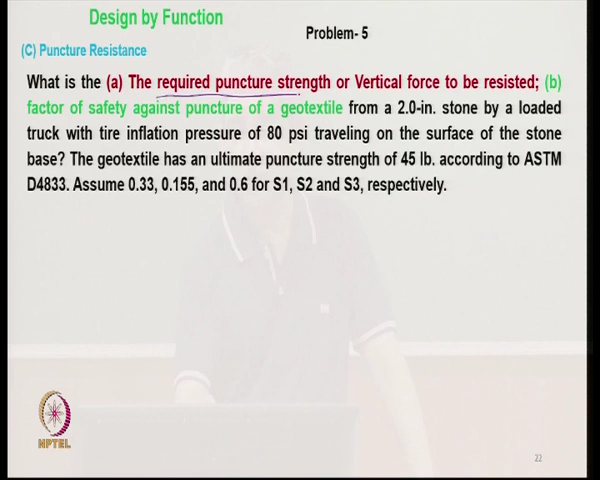 Design by Function
Problem- 5
(C) Puncture Resistance
What is the (a) The required puncture strength or Vertical force to be resisted; (b)
factor of safety against puncture of a geotextile from a 2.0-in. stone by a loaded
truck with tire inflation pressure of 80 psi traveling on the surface of the stone
base? The geotextile has an ultimate puncture strength of 45 lb. according to ASTM
D4833. Assume 0.33, 0.155, and 0.6 for S1, S2 and S3, respectively.
NPTEL
22